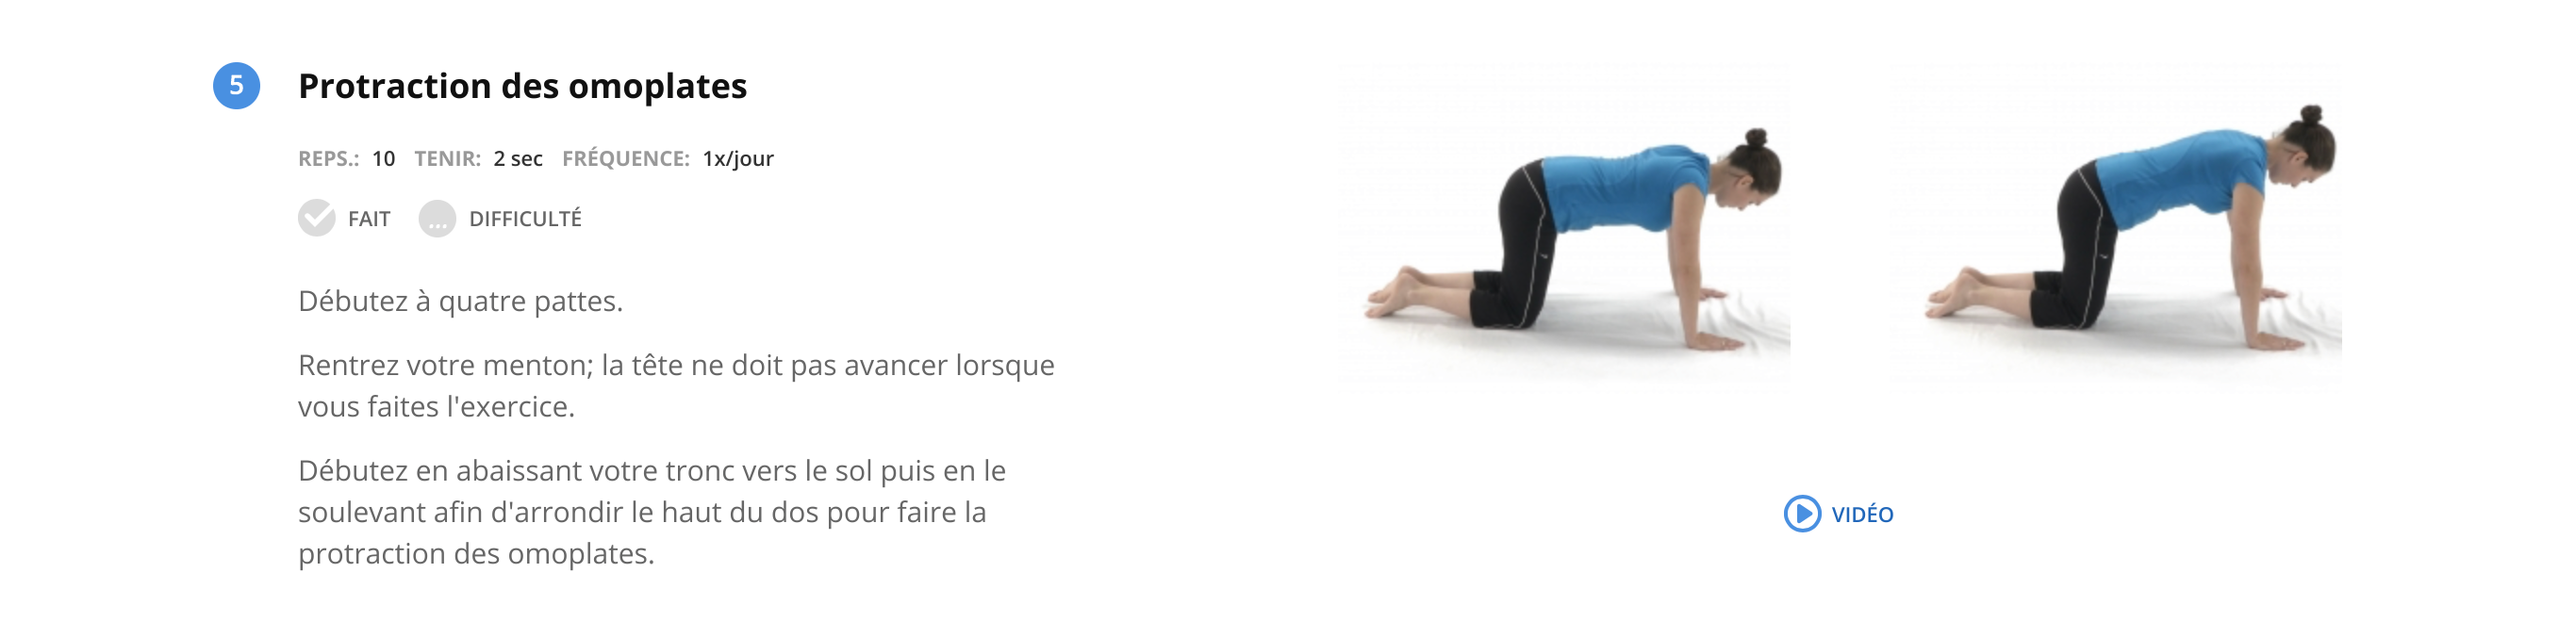 5 Protraction des omoplates
REPS.: 10 TENIR: 2 sec FRÉQUENCE: 1x/jour
FAIT ... DIFFICULTÉ
Débutez à quatre pattes.
Rentrez votre menton; la tête ne doit pas avancer lorsque
vous faites l'exercice.
Débutez en abaissant votre tronc vers le sol puis en le
soulevant afin d'arrondir le haut du dos pour faire la
protraction des omoplates.
VIDÉO